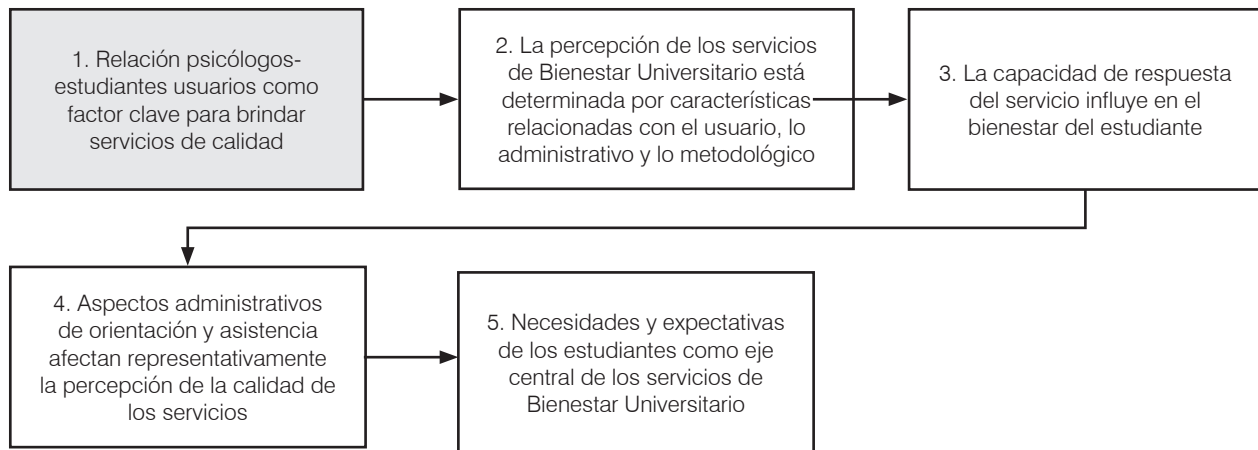 1. Relación psicólogos-
estudiantes usuarios como
factor clave para brindar
servicios de calidad
2. La percepción de los servicios
de Bienestar Universitario está
determinada por características
relacionadas con el usuario, lo
administrativo y lo metodológico
3. La capacidad de respuesta
del servicio influye en el
bienestar del estudiante
4. Aspectos administrativos
de orientación y asistencia
afectan representativamente
la percepción de la calidad de
los servicios
5. Necesidades y expectativas
de los estudiantes como eje
central de los servicios de
Bienestar Universitario